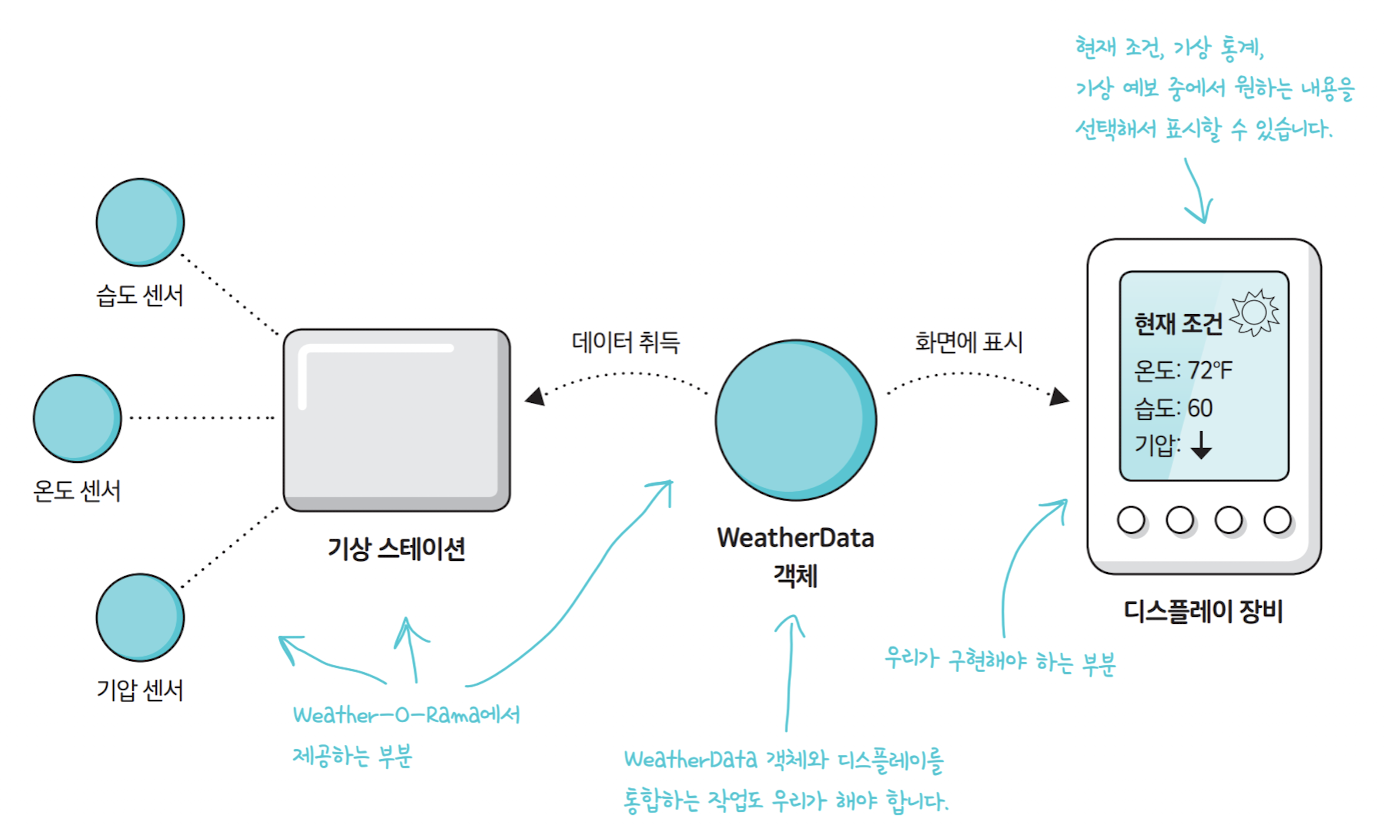 현재 조건, 기상 통계,
기상 예보 중에서 원하는 내용을
선택해서 표시할 수 있습니다.
습도 센서
온도 센서
기압 센서
기상 스테이션
데이터 취득
WeatherData
객체
화면에 표시
현재 조건
온도: 72°F
습도: 60
기압:
디스플레이 장비
우리가 구현해야 하는 부분
Weather-O-Rama에서
제공하는 부분
WeatherData 객체와 디스플레이를
통합하는 작업도 우리가 해야 합니다.